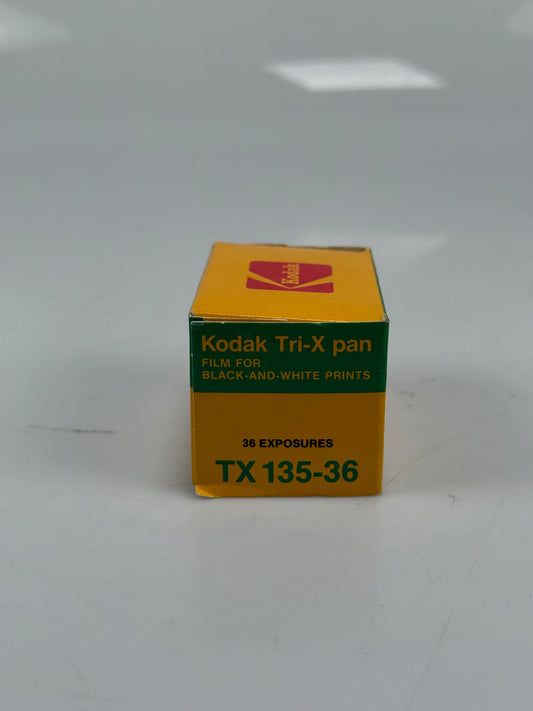 Kodak
Kodak Tri-X pan
FILM FOR
BLACK-AND-WHITE PRINTS
36 EXPOSURES
TX 135-36